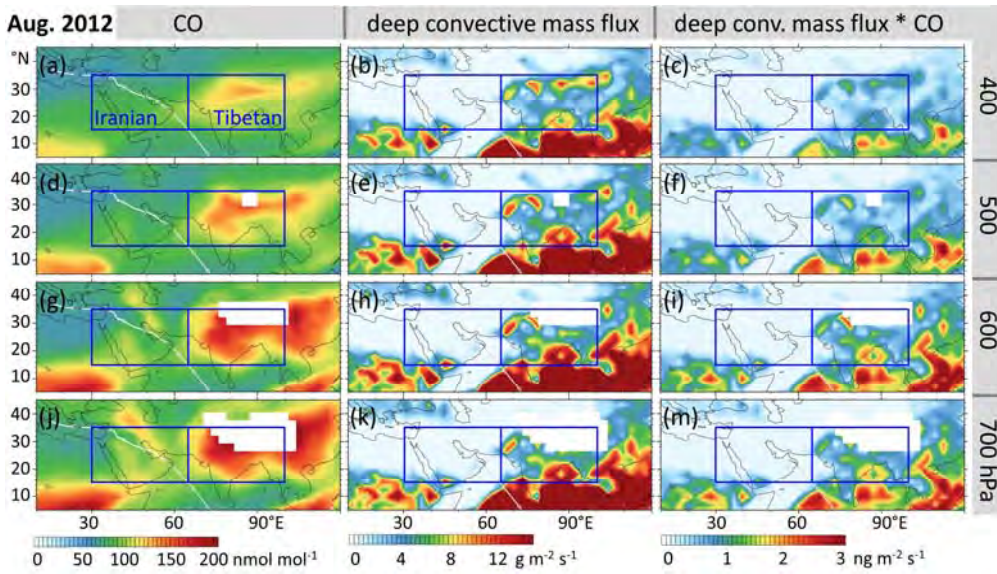 Aug. 2012 CO deep convective mass flux deep conv. mass flux * CO
°N (a) (b) (c) 400
40
30
20
10
Iranian Tibetan
40 (d) (e) (f) 500
30
20
10
40 (g) (h) (i) 600
30
20
10
40 (j) (k) (m) 700 hPa
30
20
10
30 60 90°E 30 60 90°E 30 60 90°E
0 50 100 150 200 nmol mol⁻¹ 0 4 8 12 g m⁻² s⁻¹ 0 1 2 3 ng m⁻² s⁻¹